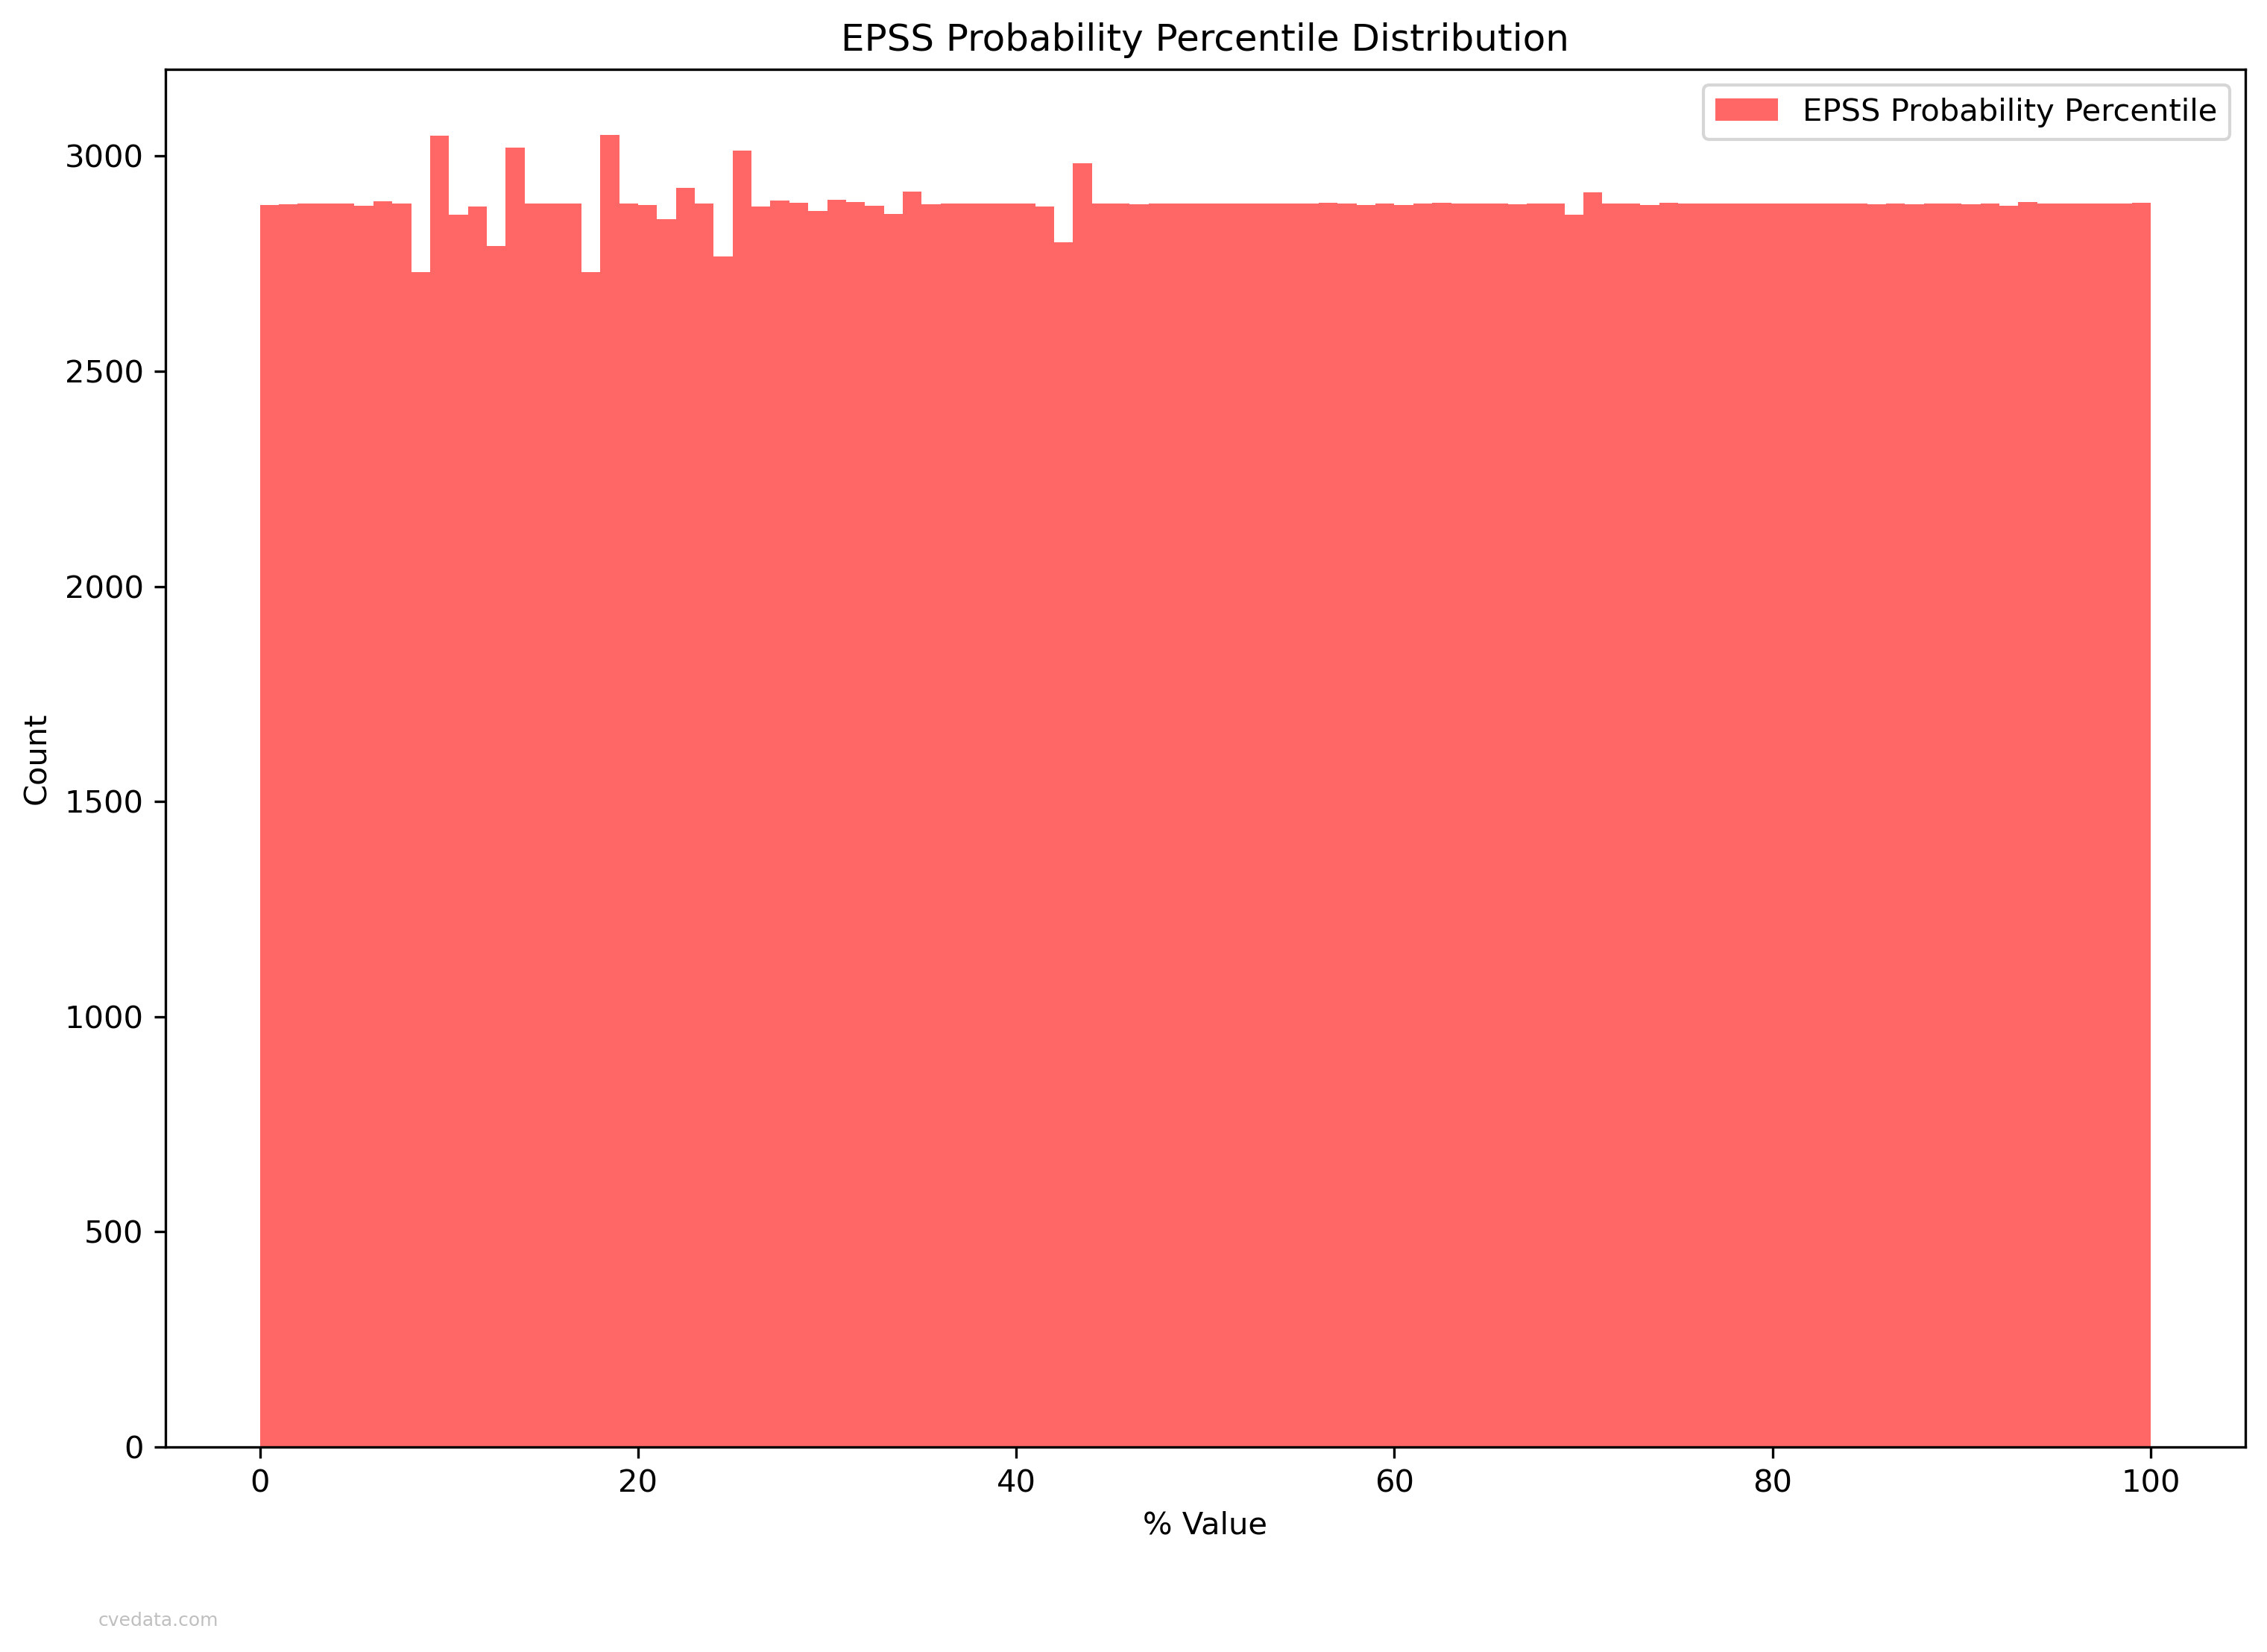 EPSS Probability Percentile Distribution
EPSS Probability Percentile
3000
2500
2000
1500
1000
500
0
Count
0 20 40 60 80 100
% Value
cvedata.com